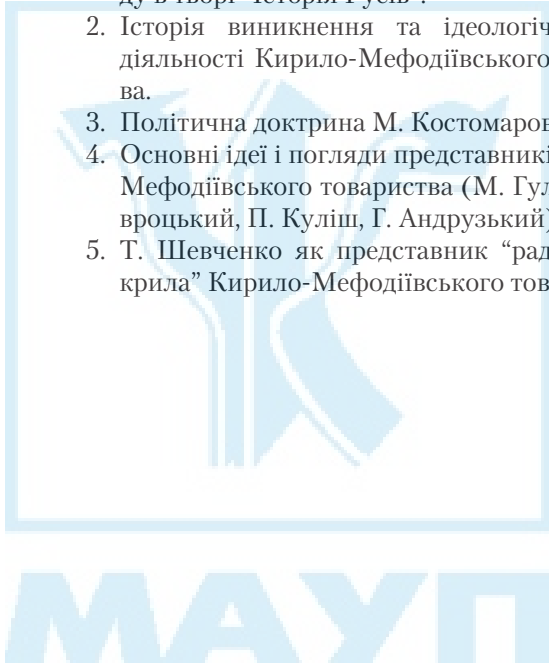 ду в творі “Історія Русів”.
2. Історія виникнення та ідеологіч
діяльності Кирило-Мефодіївського
ва.
3. Політична доктрина М. Костомаров
4. Основні ідеї і погляди представникі
Мефодіївського товариства (М. Гул
вроцький, П. Куліш, Г. Андрузький)
5. Т. Шевченко як представник “рад
крила” Кирило-Мефодіївського тов
МАУП